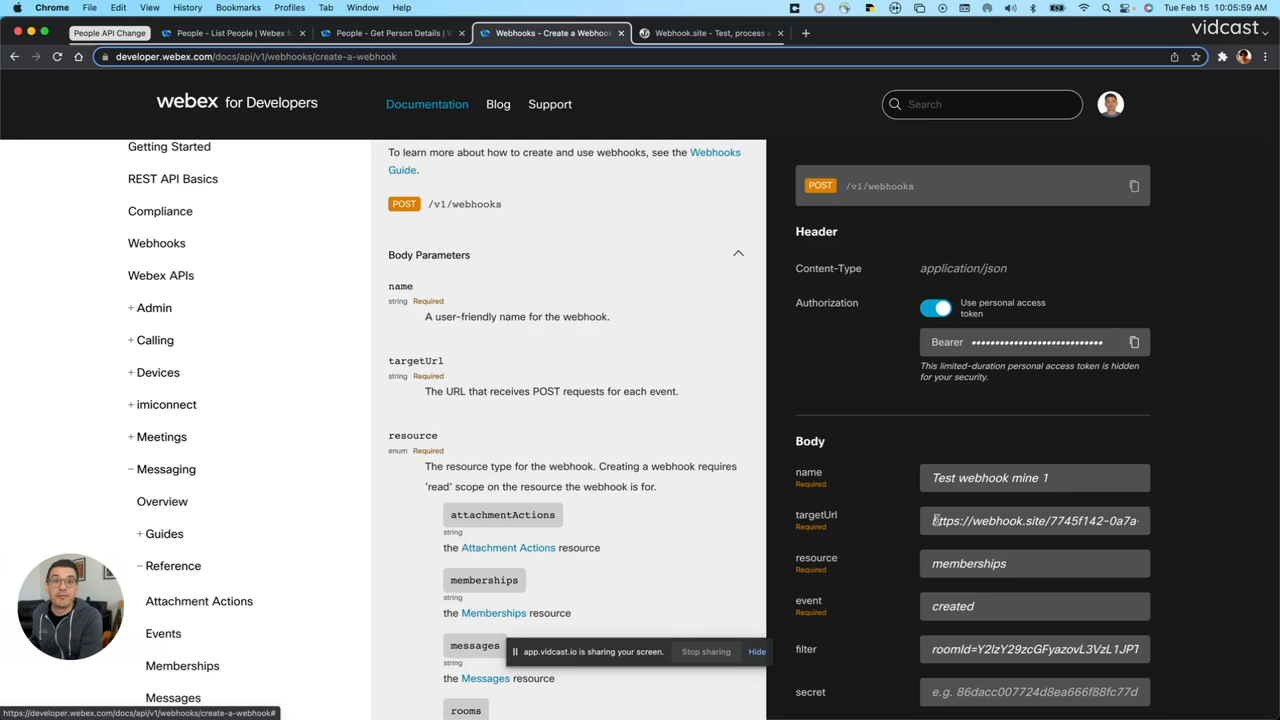 Chrome File Edit View History Bookmarks Profiles Tab Window Help Tue Feb 15 10:05:59 AM
People API Change People - List People | Webex f People - Get Person Details | W Webhooks - Create a Webhook Webhook.site - Test, process
vidcast
developer.webex.com/docs/api/v1/webhooks/create-a-webhook
webex for Developers
Documentation Blog Support
Search
Getting Started
REST API Basics
Compliance
Webhooks
Webex APIs
+ Admin
+ Calling
+ Devices
+ imiconnect
+ Meetings
− Messaging
Overview
+ Guides
− Reference
Attachment Actions
Events
Memberships
Messages
https://developer.webex.com/docs/api/v1/webhooks/create-a-webhook#
To learn more about how to create and use webhooks, see the Webhooks
Guide.
POST /v1/webhooks
Body Parameters
name
string Required
A user-friendly name for the webhook.
targetUrl
string Required
The URL that receives POST requests for each event.
resource
enum Required
The resource type for the webhook. Creating a webhook requires
'read' scope on the resource the webhook is for.
attachmentActions
string
the Attachment Actions resource
memberships
string
the Memberships resource
messages
string
the Messages resource
rooms
app.vidcast.io is sharing your screen. Stop sharing Hide
POST /v1/webhooks
Header
Content-Type application/json
Authorization Use personal access
token
Bearer ••••••••••••••••••••••••••••
This limited-duration personal access token is hidden
for your security.
Body
name
Required
Test webhook mine 1
targetUrl
Required
https://webhook.site/7745f142-0a7a-
resource
Required
memberships
event
Required
created
filter
roomId=Y2lzY29zcGFyazovL3VzL1JPT
secret
e.g. 86dacc007724d8ea666f88fc77d